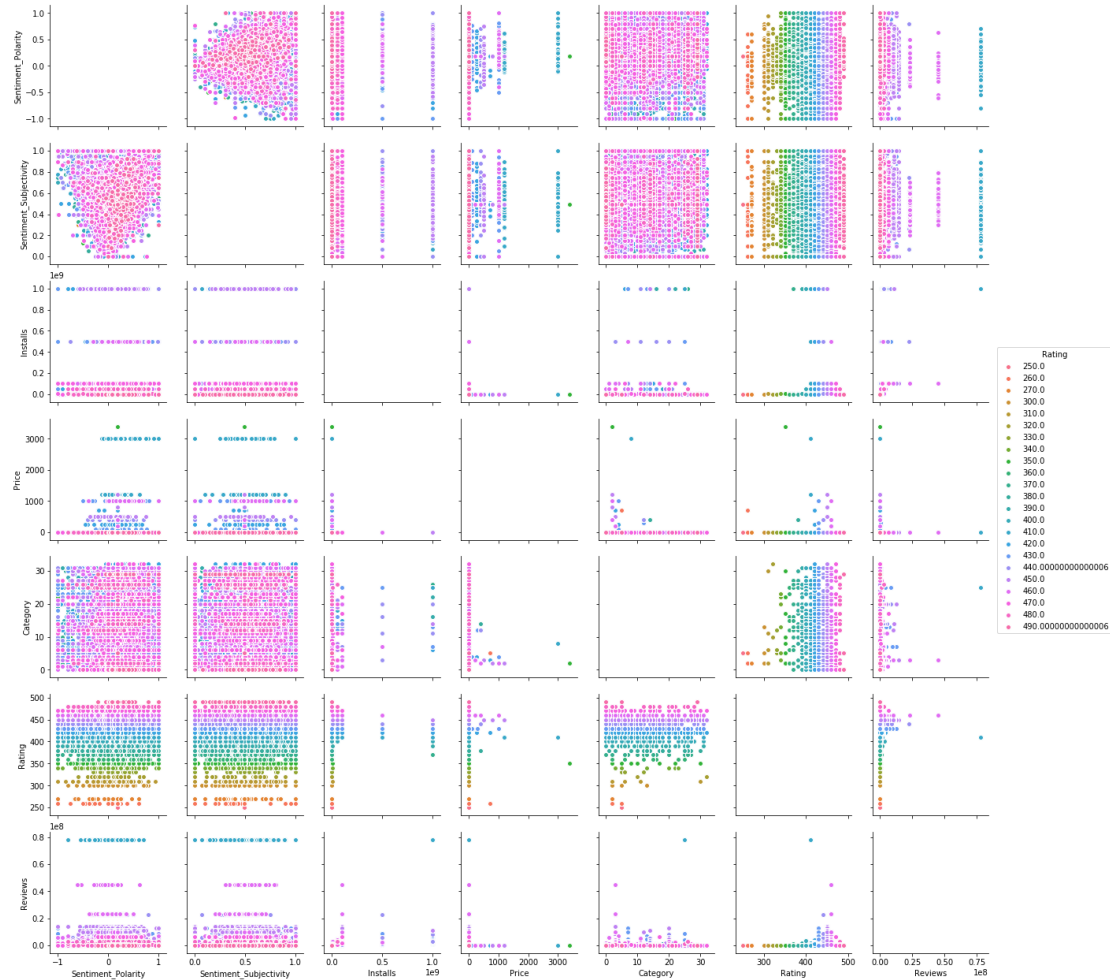 1.0
0.5
0.0
−0.5
−1.0
Sentiment_Polarity
1.0
0.8
0.6
0.4
0.2
0.0
Sentiment_Subjectivity
1e9
1.0
0.8
0.6
0.4
0.2
0.0
Installs
3000
2000
1000
0
Price
30
20
10
0
Category
500
450
400
350
300
250
Rating
1e8
0.8
0.6
0.4
0.2
0.0
Reviews
−1 0 1
Sentiment_Polarity
0.0 0.5 1.0
Sentiment_Subjectivity
0.0 0.5 1.0
Installs 1e9
0 1000 2000 3000
Price
0 10 20 30
Category
300 400 500
Rating
0.00 0.25 0.50 0.75
Reviews 1e8
Rating
250.0
260.0
270.0
300.0
310.0
320.0
330.0
340.0
350.0
360.0
370.0
380.0
390.0
400.0
410.0
420.0
430.0
440.00000000000006
450.0
460.0
470.0
480.0
490.00000000000006